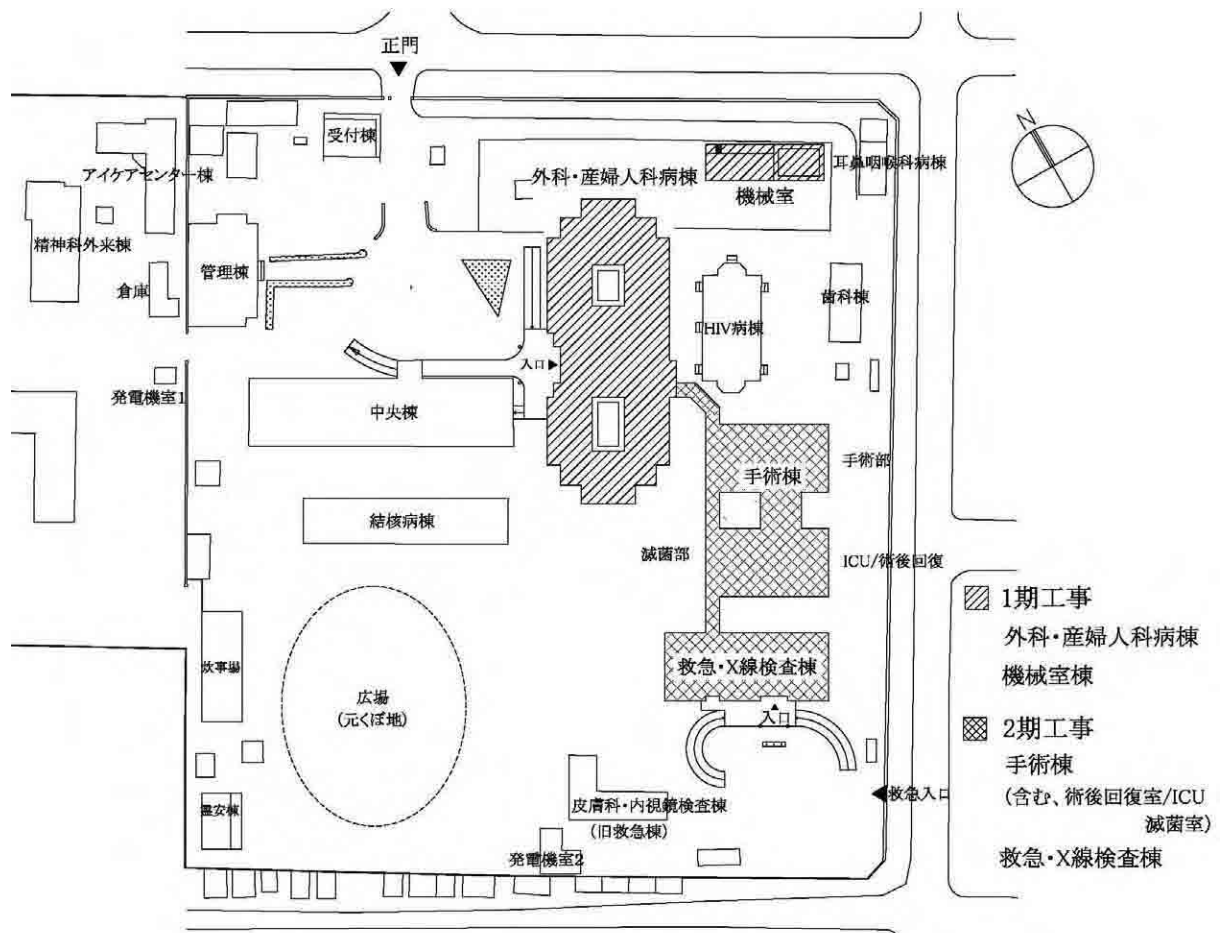 正門
受付棟
N
アイケアセンター棟
外科・産婦人科病棟
機械室
耳鼻咽喉科病棟
精神科外来棟
管理棟
倉庫
HIV病棟
歯科棟
入口
発電機室1
中央棟
手術部
手術棟
結核病棟
滅菌部
ICU/術後回復
1期工事
外科・産婦人科病棟
機械室棟
炊事場
救急・X線検査棟
広場
(元くぼ地)
入口
2期工事
手術棟
(含む、術後回復室/ICU
滅菌室)
救急・X線検査棟
救急入口
霊安棟
皮膚科・内視鏡検査棟
(旧救急棟)
発電機室2